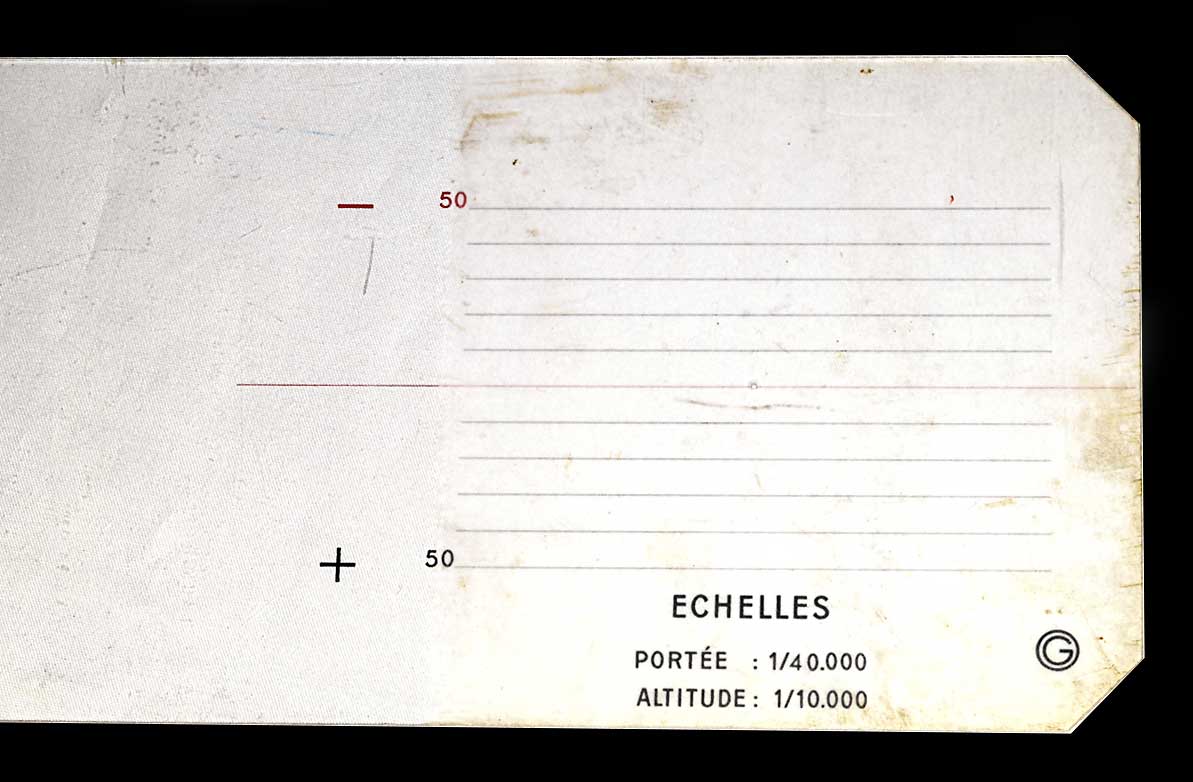 — 50
+ 50
ECHELLES
PORTÉE : 1/40.000
ALTITUDE : 1/10.000
G